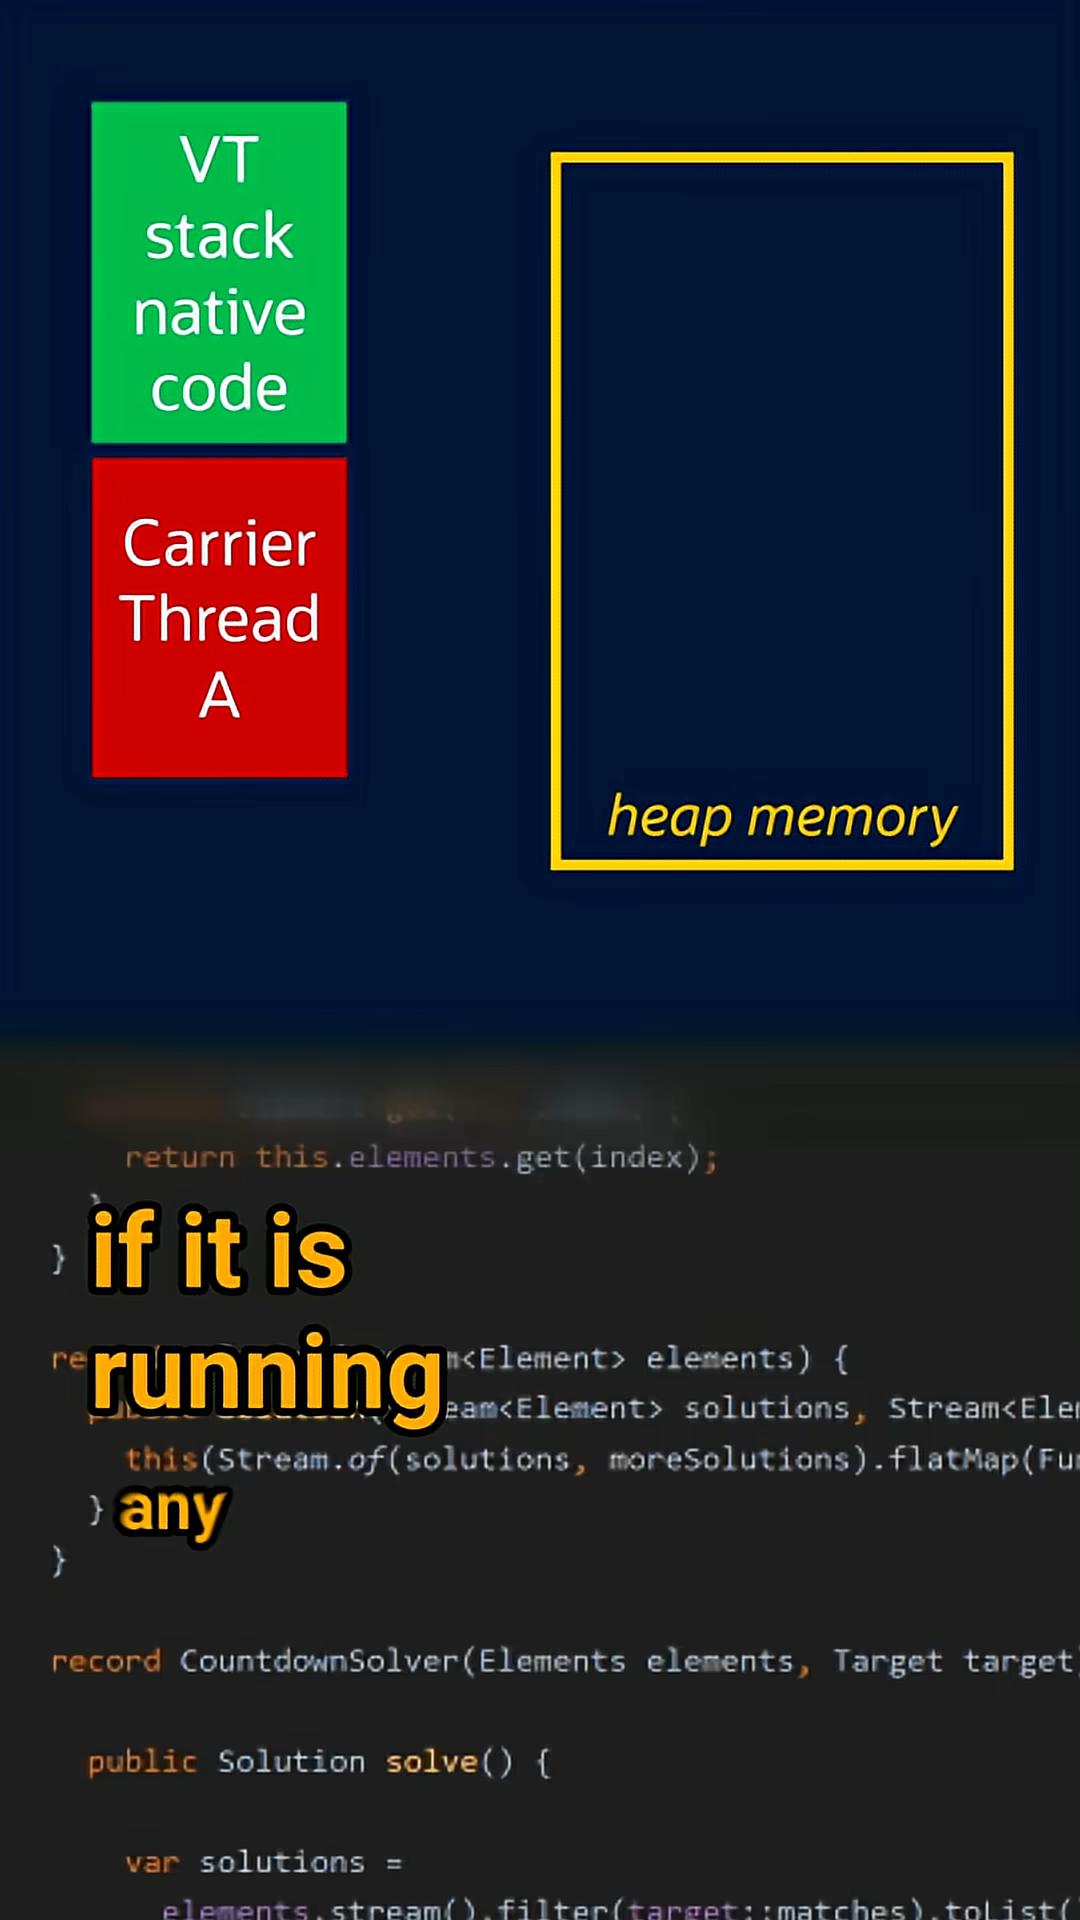 VT
stack
native
code
Carrier
Thread
A
heap memory
return this.elements.get(index);
}
}
if it is
running
any
<Element> elements) {
<Element> solutions, Stream<Ele
this(Stream.of(solutions, moreSolutions).flatMap(Fu
}
}
record CountdownSolver(Elements elements, Target target
public Solution solve() {
var solutions =
elements.stream().filter(target::matches).toList(